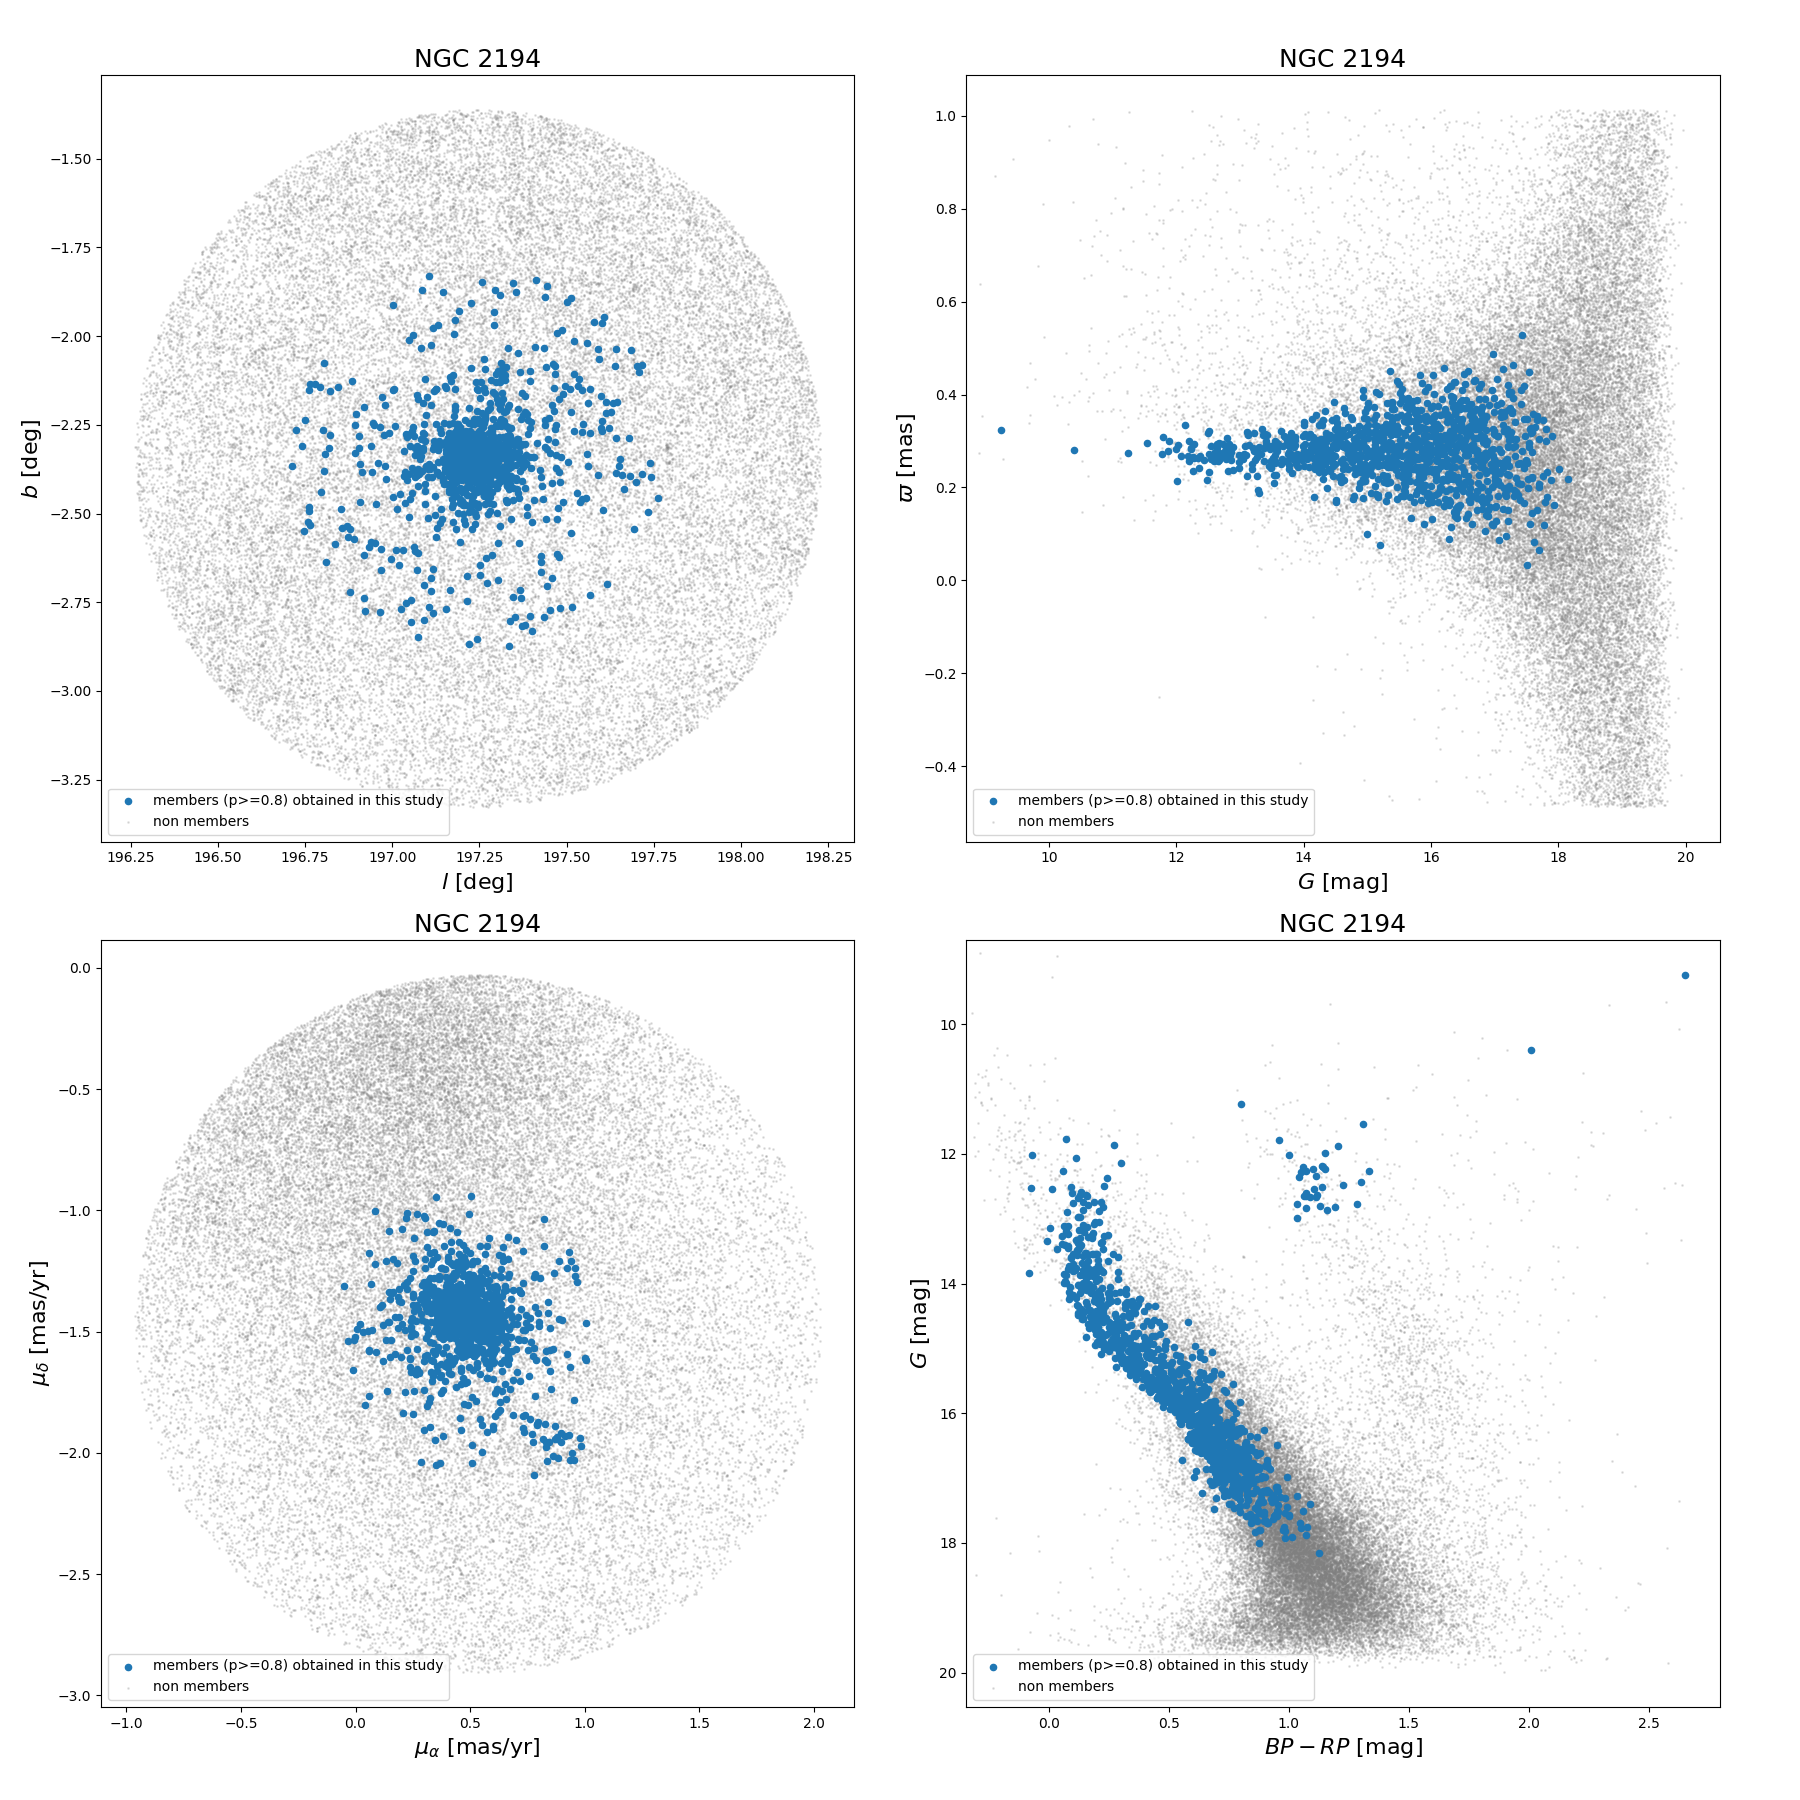 NGC 2194
−1.50
−1.75
−2.00
−2.25
−2.50
−2.75
−3.00
−3.25
b [deg]
members (p>=0.8) obtained in this study
non members
196.25 196.50 196.75 197.00 197.25 197.50 197.75 198.00 198.25
l [deg]
NGC 2194
1.0
0.8
0.6
0.4
0.2
0.0
−0.2
−0.4
ϖ [mas]
members (p>=0.8) obtained in this study
non members
10 12 14 16 18 20
G [mag]
NGC 2194
0.0
−0.5
−1.0
−1.5
−2.0
−2.5
−3.0
μδ [mas/yr]
members (p>=0.8) obtained in this study
non members
−1.0 −0.5 0.0 0.5 1.0 1.5 2.0
μα [mas/yr]
NGC 2194
10
12
14
16
18
20
G [mag]
members (p>=0.8) obtained in this study
non members
0.0 0.5 1.0 1.5 2.0 2.5
BP − RP [mag]